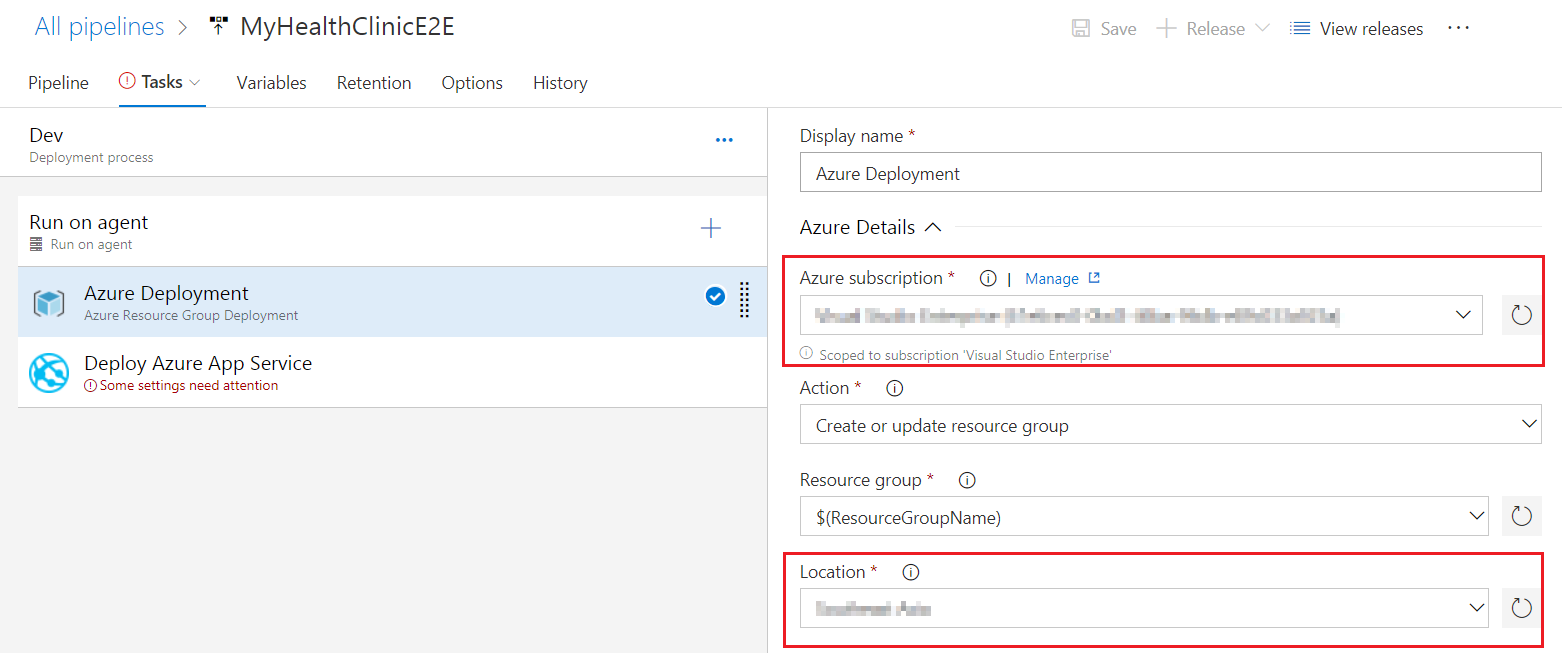 All pipelines > MyHealthClinicE2E
Save Release View releases ...
Pipeline Tasks Variables Retention Options History
Dev
Deployment process
Run on agent
Run on agent
Azure Deployment
Azure Resource Group Deployment
Deploy Azure App Service
Some settings need attention
Display name *
Azure Deployment
Azure Details
Azure subscription * | Manage
Scoped to subscription 'Visual Studio Enterprise'
Action *
Create or update resource group
Resource group *
$(ResourceGroupName)
Location *